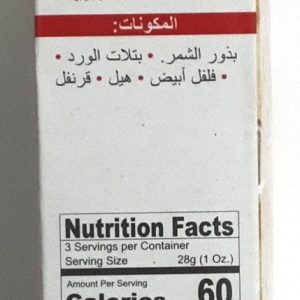 المكونات:
بذور الشمر. • بتلات الورد •
فلفل أبيض • هيل • قرنفل •
Nutrition Facts
3 Servings per Container
Serving Size 28g (1 Oz.)
Amount Per Serving
Calories 60